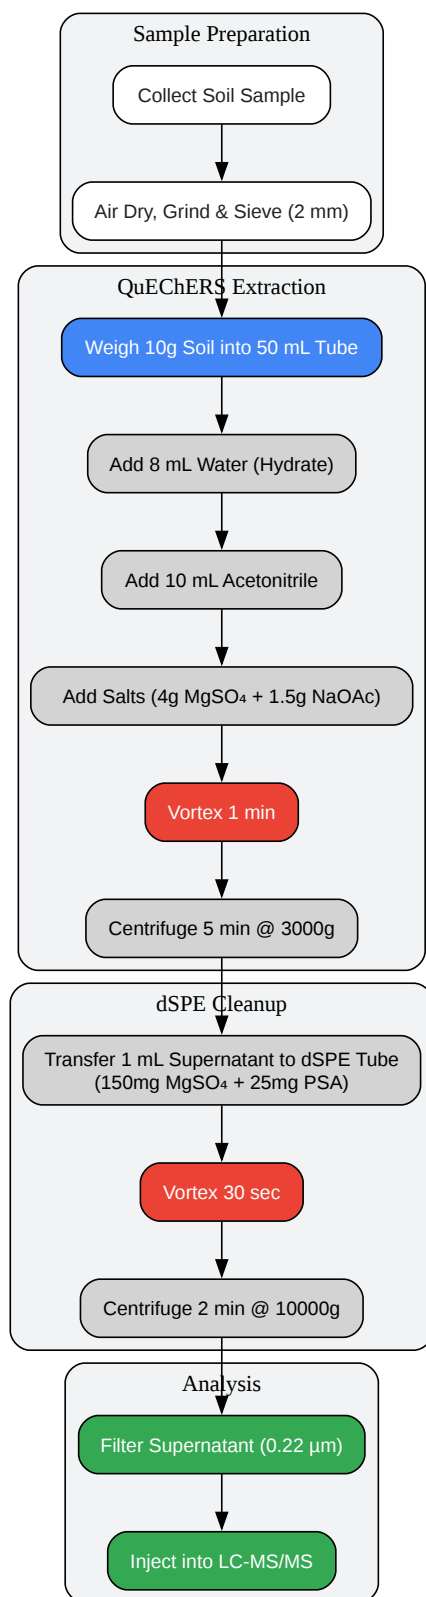 Sample Preparation
Collect Soil Sample
Air Dry, Grind & Sieve (2 mm)
QuEChERS Extraction
Weigh 10g Soil into 50 mL Tube
Add 8 mL Water (Hydrate)
Add 10 mL Acetonitrile
Add Salts (4g MgSO₄ + 1.5g NaOAc)
Vortex 1 min
Centrifuge 5 min @ 3000g
dSPE Cleanup
Transfer 1 mL Supernatant to dSPE Tube
(150mg MgSO₄ + 25mg PSA)
Vortex 30 sec
Centrifuge 2 min @ 10000g
Analysis
Filter Supernatant (0.22 µm)
Inject into LC-MS/MS